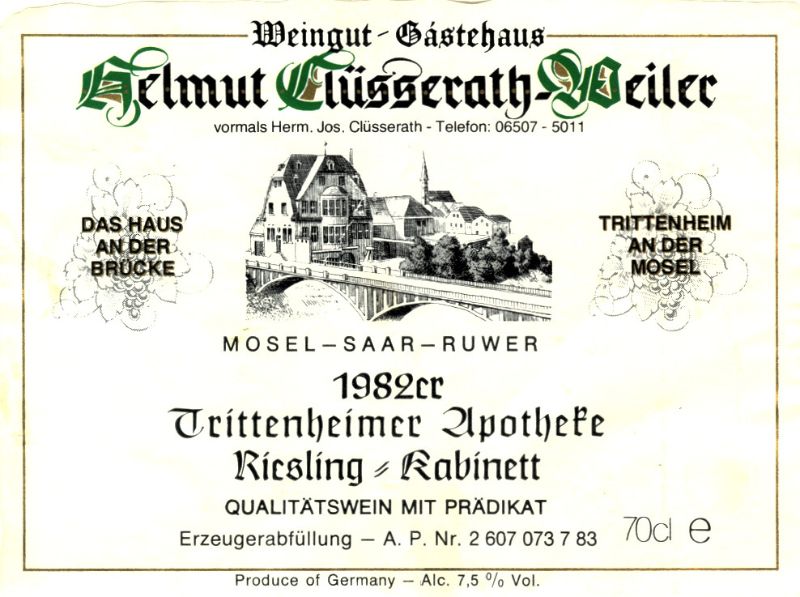 Weingut - Gästehaus
Helmut Clüsserath-Weiler
vormals Herm. Jos. Clüsserath - Telefon: 06507 - 5011
DAS HAUS
AN DER
BRÜCKE
TRITTENHEIM
AN DER
MOSEL
MOSEL – SAAR – RUWER
1982er
Trittenheimer Apotheke
Riesling - Kabinett
QUALITÄTSWEIN MIT PRÄDIKAT
Erzeugerabfüllung – A. P. Nr. 2 607 073 7 83
70cl e
Produce of Germany – Alc. 7,5 % Vol.